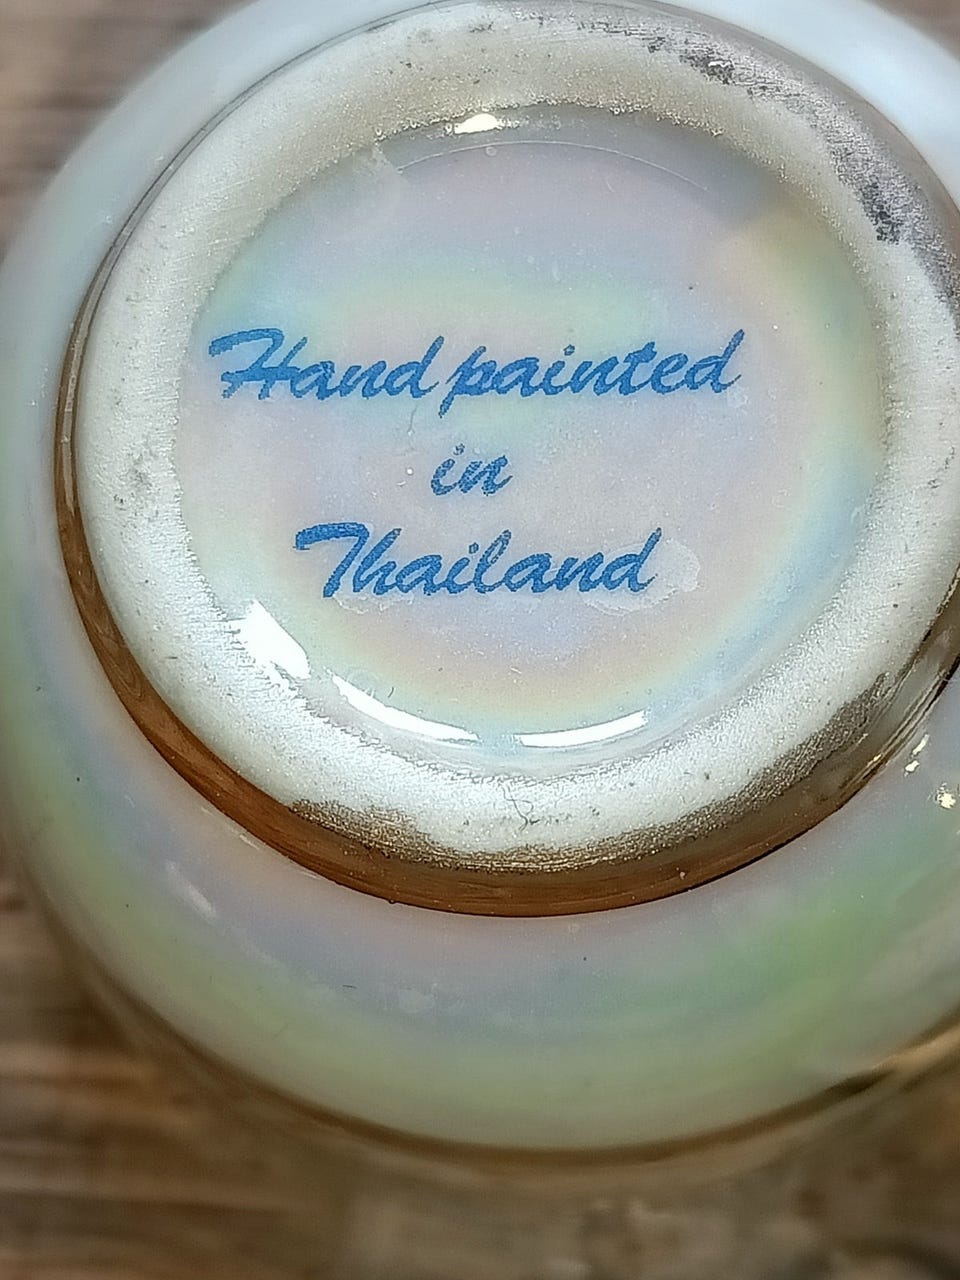 Hand painted
in
Thailand